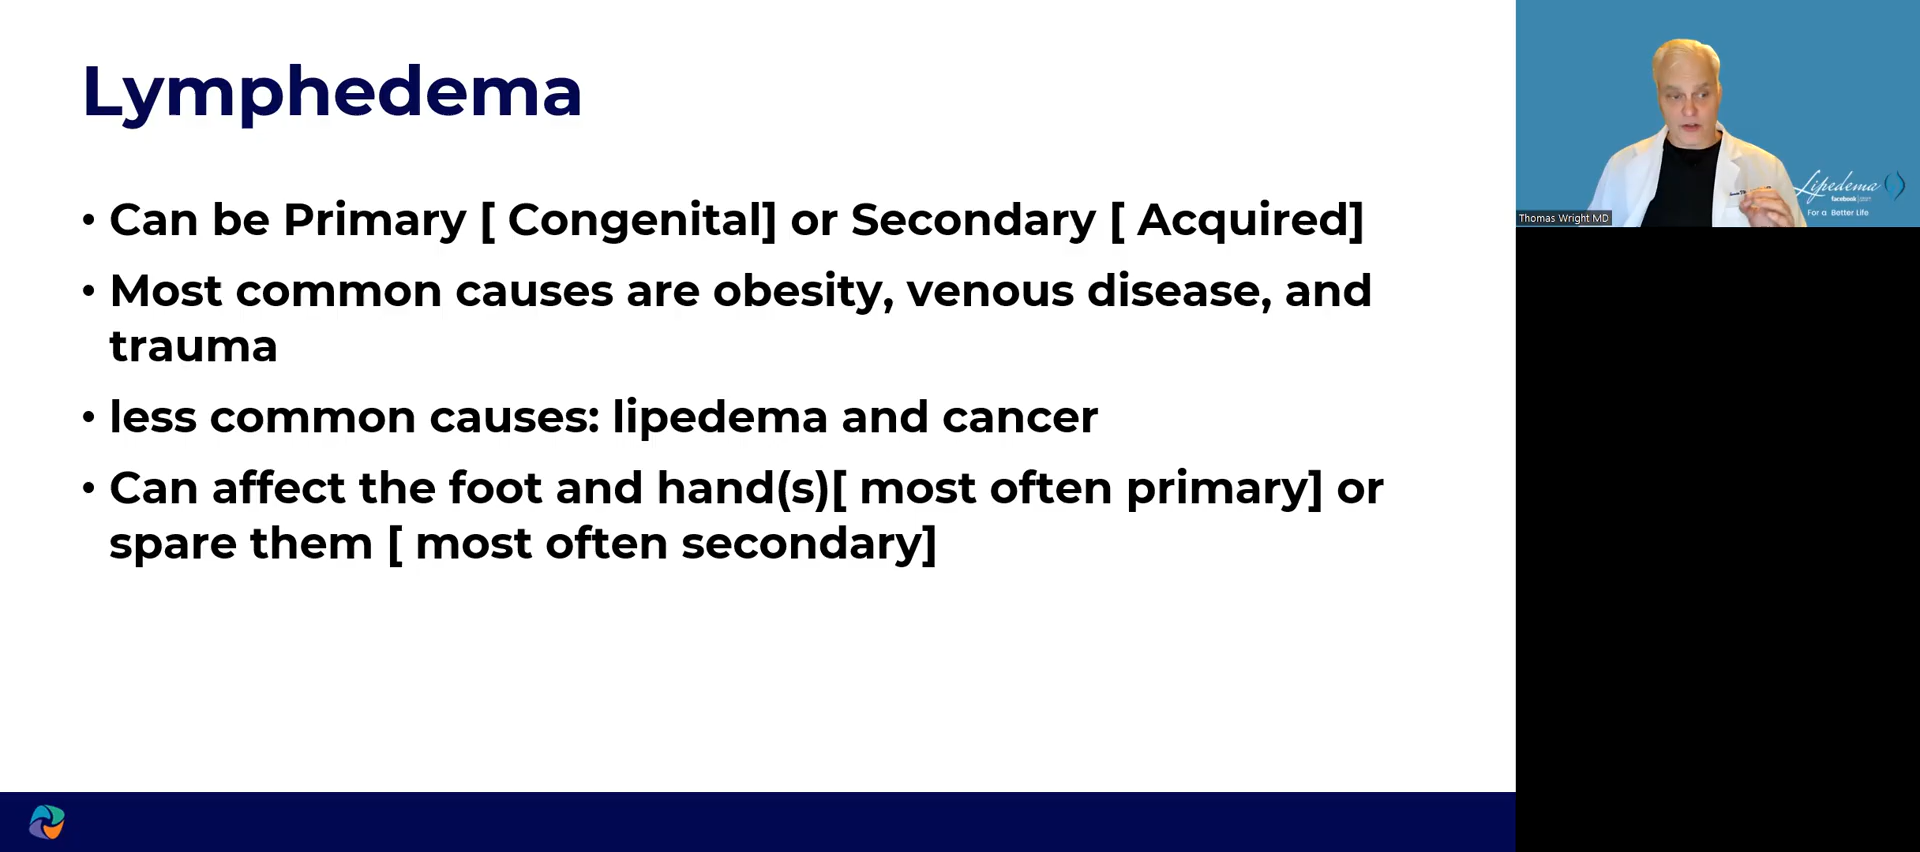 Lymphedema
• Can be Primary [ Congenital] or Secondary [ Acquired]
• Most common causes are obesity, venous disease, and
trauma
• less common causes: lipedema and cancer
• Can affect the foot and hand(s)[ most often primary] or
spare them [ most often secondary]
Thomas Wright MD
Lipedema
For a Better Life